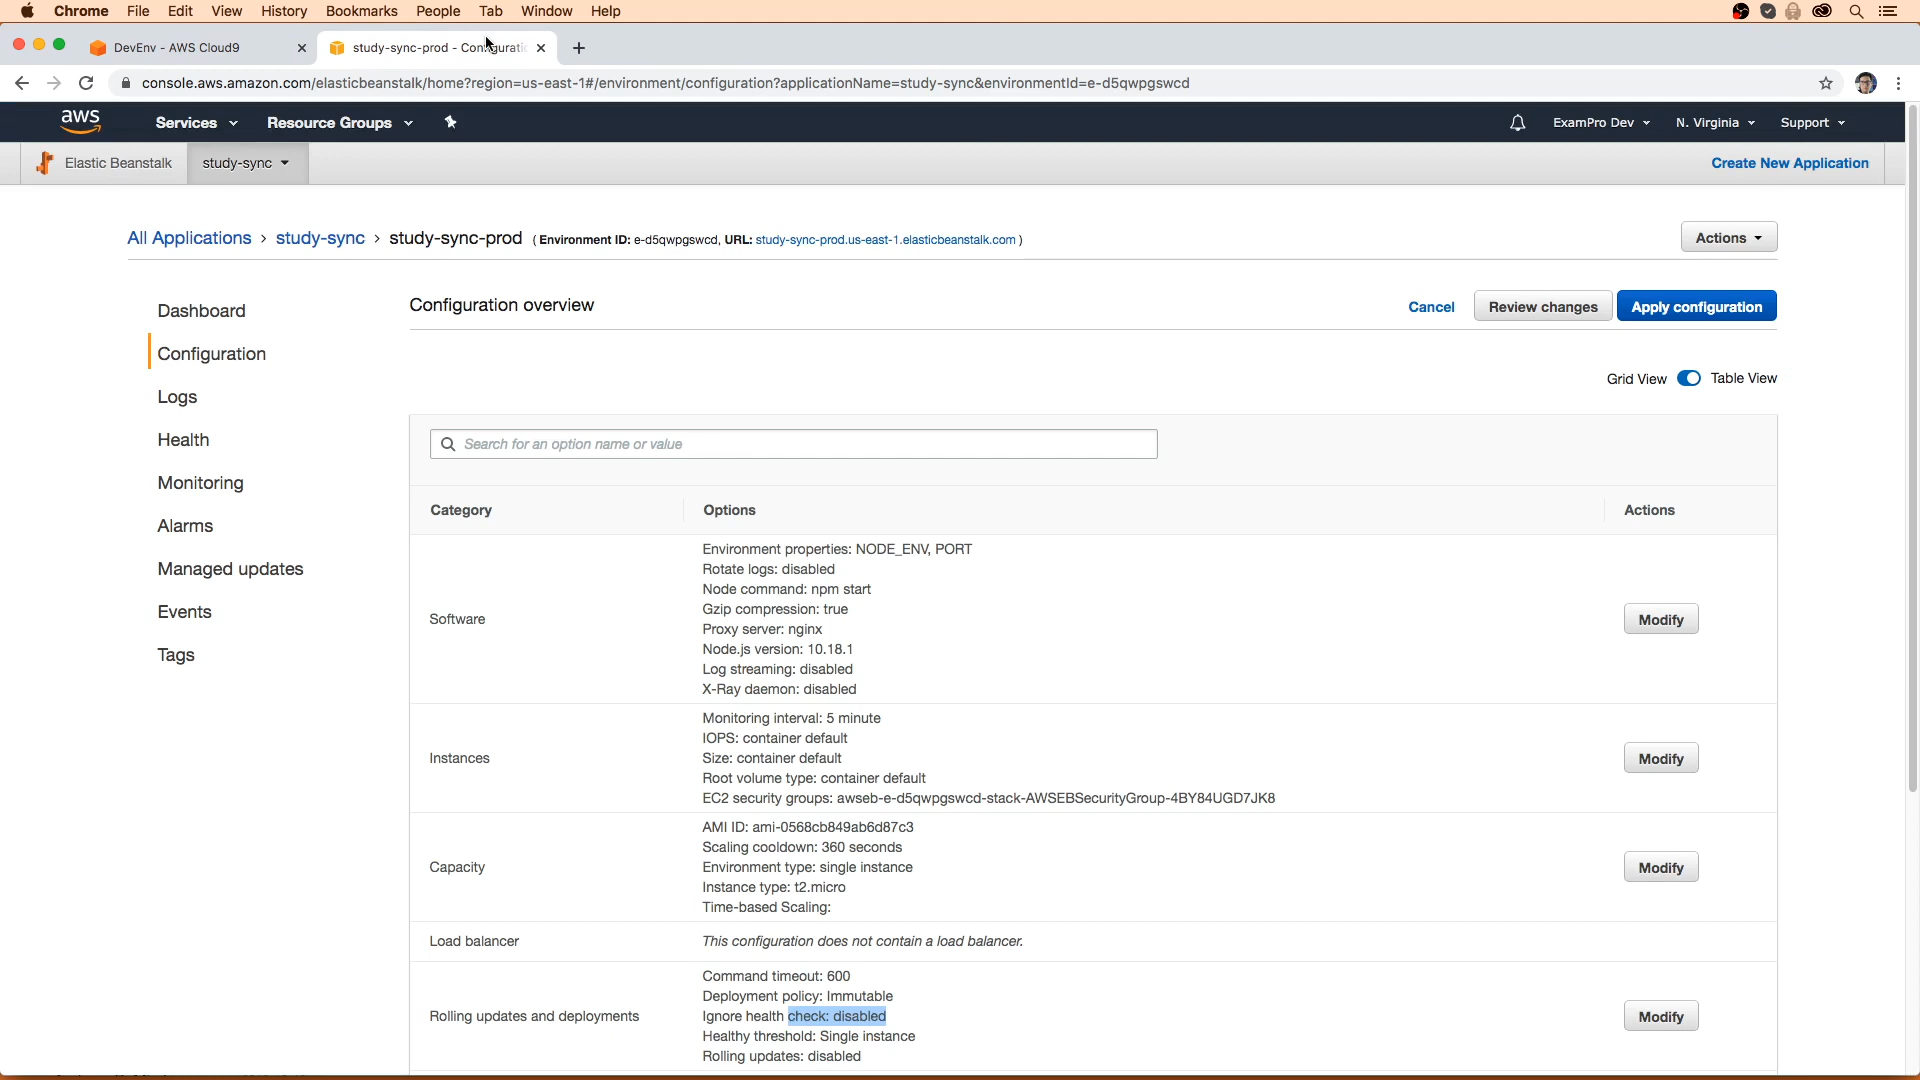 Chrome File Edit View History Bookmarks People Tab Window Help
DevEnv - AWS Cloud9
study-sync-prod - Configuratio
console.aws.amazon.com/elasticbeanstalk/home?region=us-east-1#/environment/configuration?applicationName=study-sync&environmentId=e-d5qwpgswcd
aws Services Resource Groups ExamPro Dev N. Virginia Support
Elastic Beanstalk study-sync Create New Application
All Applications > study-sync > study-sync-prod ( Environment ID: e-d5qwpgswcd, URL: study-sync-prod.us-east-1.elasticbeanstalk.com ) Actions
Dashboard
Configuration
Logs
Health
Monitoring
Alarms
Managed updates
Events
Tags
Configuration overview Cancel Review changes Apply configuration
Grid View Table View
Search for an option name or value
Category Options Actions
Software
Environment properties: NODE_ENV, PORT
Rotate logs: disabled
Node command: npm start
Gzip compression: true
Proxy server: nginx
Node.js version: 10.18.1
Log streaming: disabled
X-Ray daemon: disabled
Modify
Instances
Monitoring interval: 5 minute
IOPS: container default
Size: container default
Root volume type: container default
EC2 security groups: awseb-e-d5qwpgswcd-stack-AWSEBSecurityGroup-4BY84UGD7JK8
Modify
Capacity
AMI ID: ami-0568cb849ab6d87c3
Scaling cooldown: 360 seconds
Environment type: single instance
Instance type: t2.micro
Time-based Scaling:
Modify
Load balancer
This configuration does not contain a load balancer.
Rolling updates and deployments
Command timeout: 600
Deployment policy: Immutable
Ignore health check: disabled
Healthy threshold: Single instance
Rolling updates: disabled
Modify